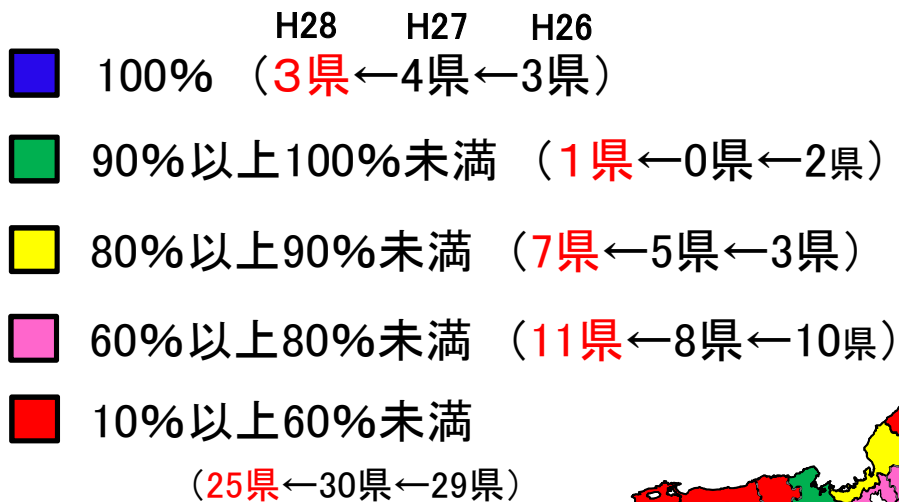 H28 H27 H26
100% (3県←4県←3県)
90%以上100%未満 (1県←0県←2県)
80%以上90%未満 (7県←5県←3県)
60%以上80%未満 (11県←8県←10県)
10%以上60%未満
(25県←30県←29県)